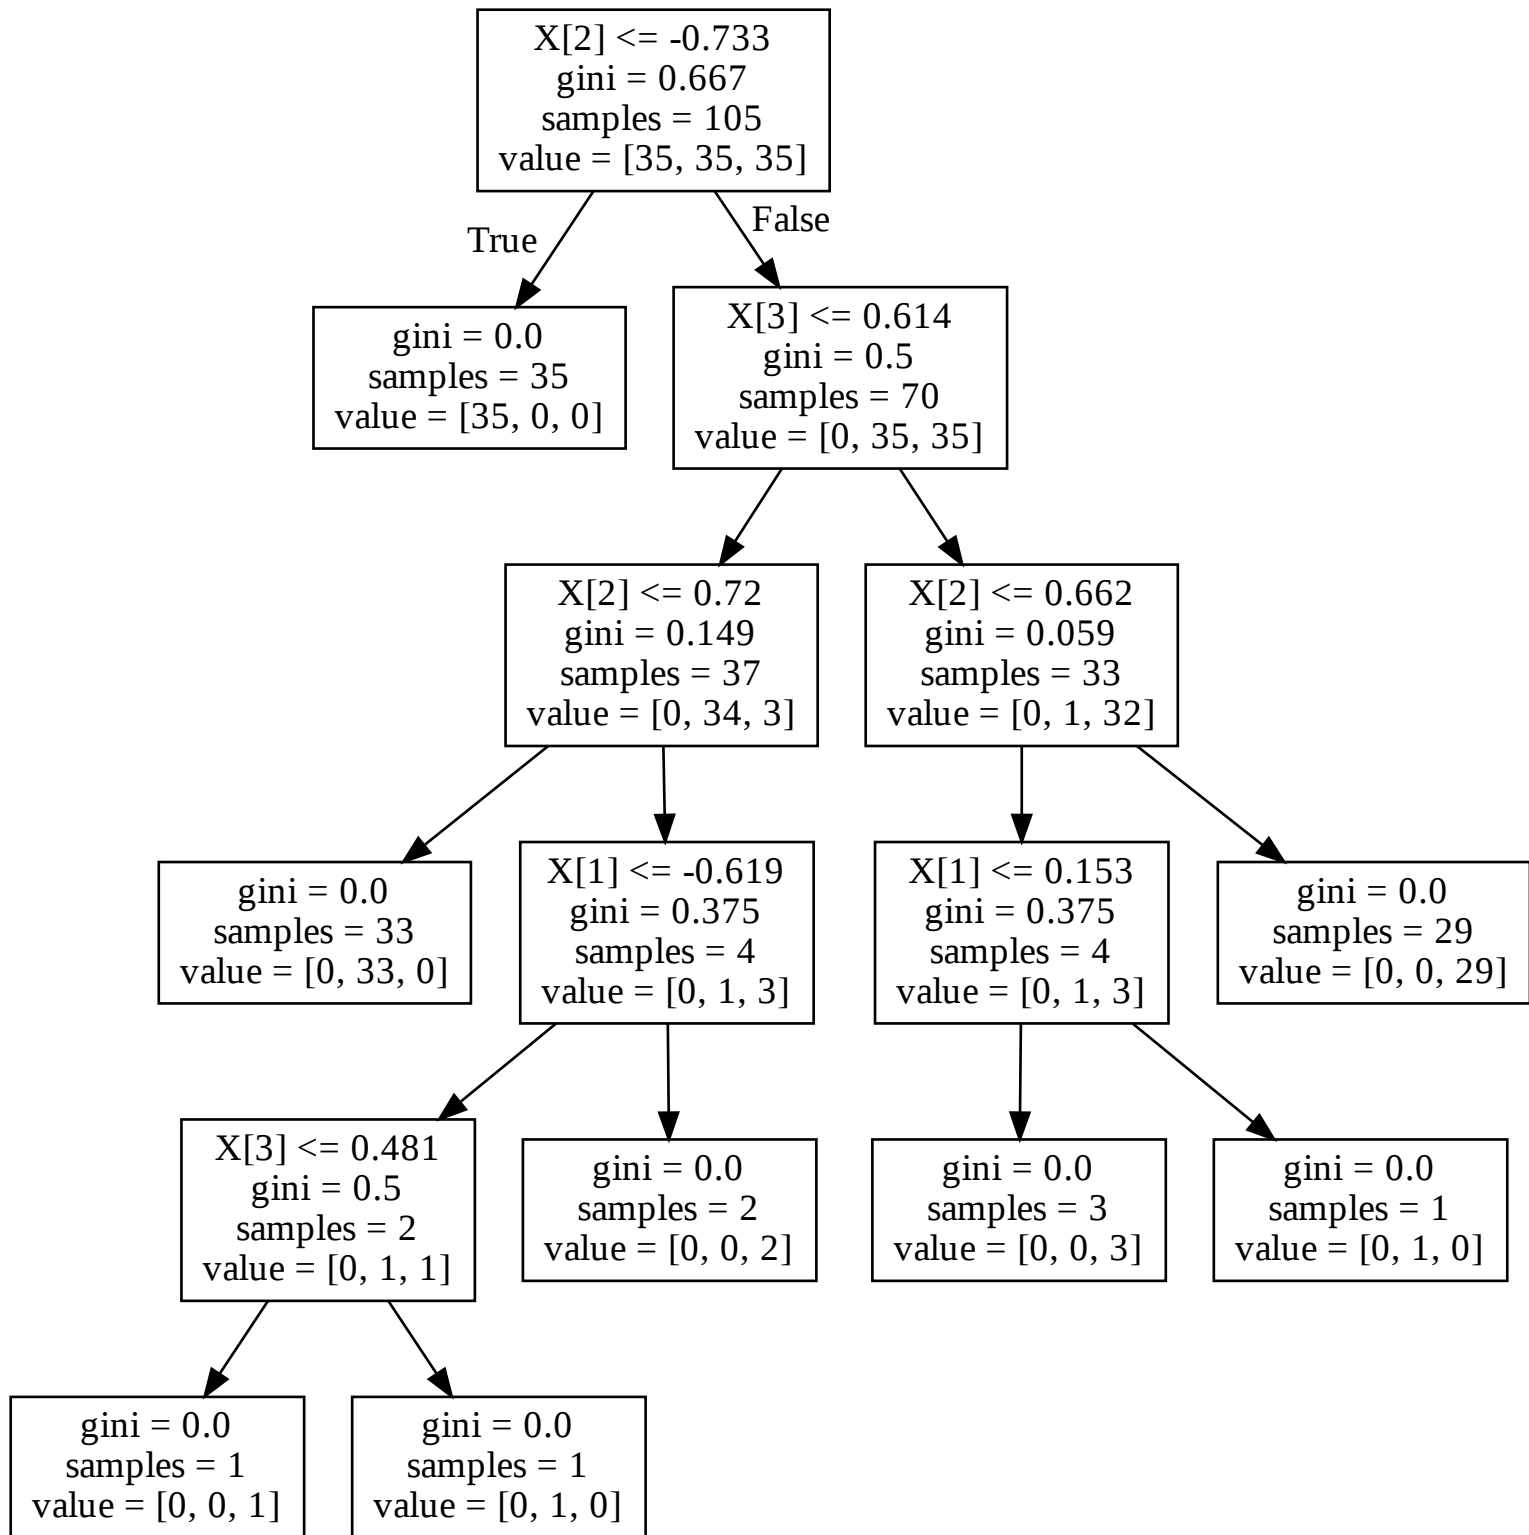 X[2] <= -0.733
gini = 0.667
samples = 105
value = [35, 35, 35]
True
False
gini = 0.0
samples = 35
value = [35, 0, 0]
X[3] <= 0.614
gini = 0.5
samples = 70
value = [0, 35, 35]
X[2] <= 0.72
gini = 0.149
samples = 37
value = [0, 34, 3]
X[2] <= 0.662
gini = 0.059
samples = 33
value = [0, 1, 32]
gini = 0.0
samples = 33
value = [0, 33, 0]
X[1] <= -0.619
gini = 0.375
samples = 4
value = [0, 1, 3]
X[1] <= 0.153
gini = 0.375
samples = 4
value = [0, 1, 3]
gini = 0.0
samples = 29
value = [0, 0, 29]
X[3] <= 0.481
gini = 0.5
samples = 2
value = [0, 1, 1]
gini = 0.0
samples = 2
value = [0, 0, 2]
gini = 0.0
samples = 3
value = [0, 0, 3]
gini = 0.0
samples = 1
value = [0, 1, 0]
gini = 0.0
samples = 1
value = [0, 0, 1]
gini = 0.0
samples = 1
value = [0, 1, 0]